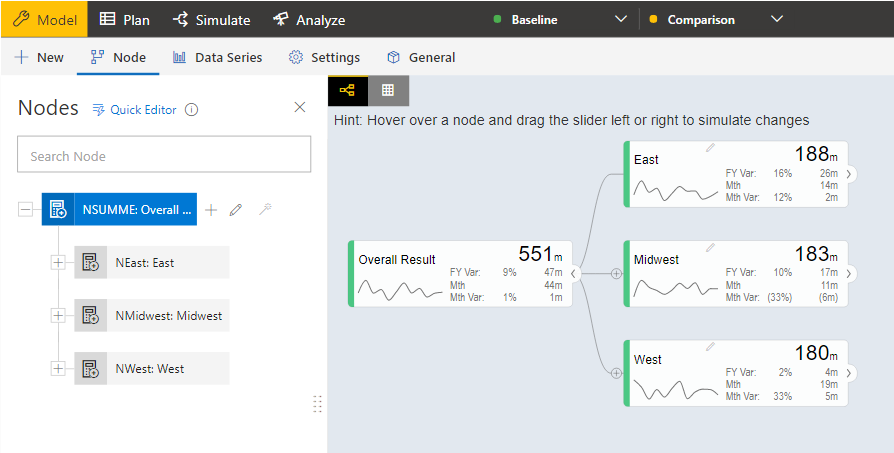 Model Plan Simulate Analyze Baseline Comparison
New Node Data Series Settings General
Nodes Quick Editor
Search Node
NSUMME: Overall ...
NEast: East
NMidwest: Midwest
NWest: West
Hint: Hover over a node and drag the slider left or right to simulate changes
Overall Result 551m
FY Var: 9% 47m
Mth 44m
Mth Var: 1% 1m
East 188m
FY Var: 16% 26m
Mth 14m
Mth Var: 12% 2m
Midwest 183m
FY Var: 10% 17m
Mth 11m
Mth Var: (33%) (6m)
West 180m
FY Var: 2% 4m
Mth 19m
Mth Var: 33% 5m